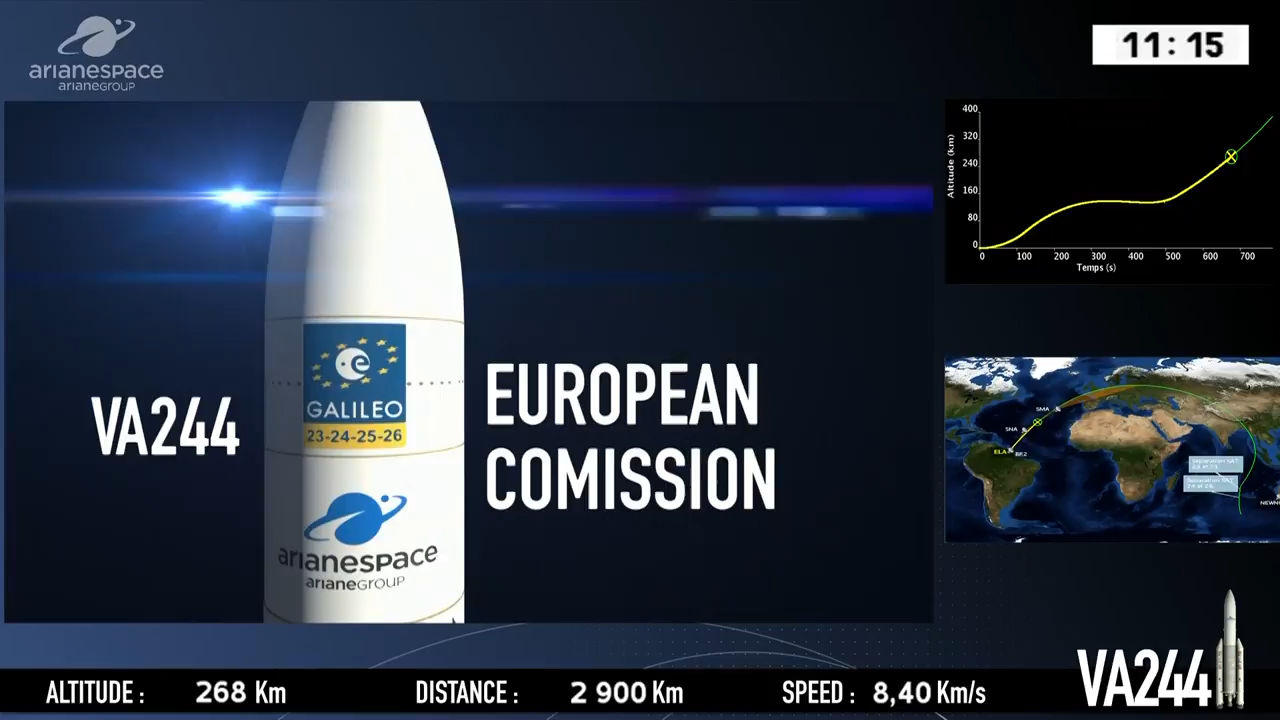 arianespace
arianeGROUP
11: 15
VA244
GALILEO
23-24-25-26
arianespace
arianeGROUP
EUROPEAN
COMISSION
400
320
240
160
80
0
Altitude (km)
0 100 200 300 400 500 600 700
Temps (s)
SMA
SNA
ELA
VA244
ALTITUDE : 268 Km
DISTANCE : 2 900 Km
SPEED : 8,40 Km/s